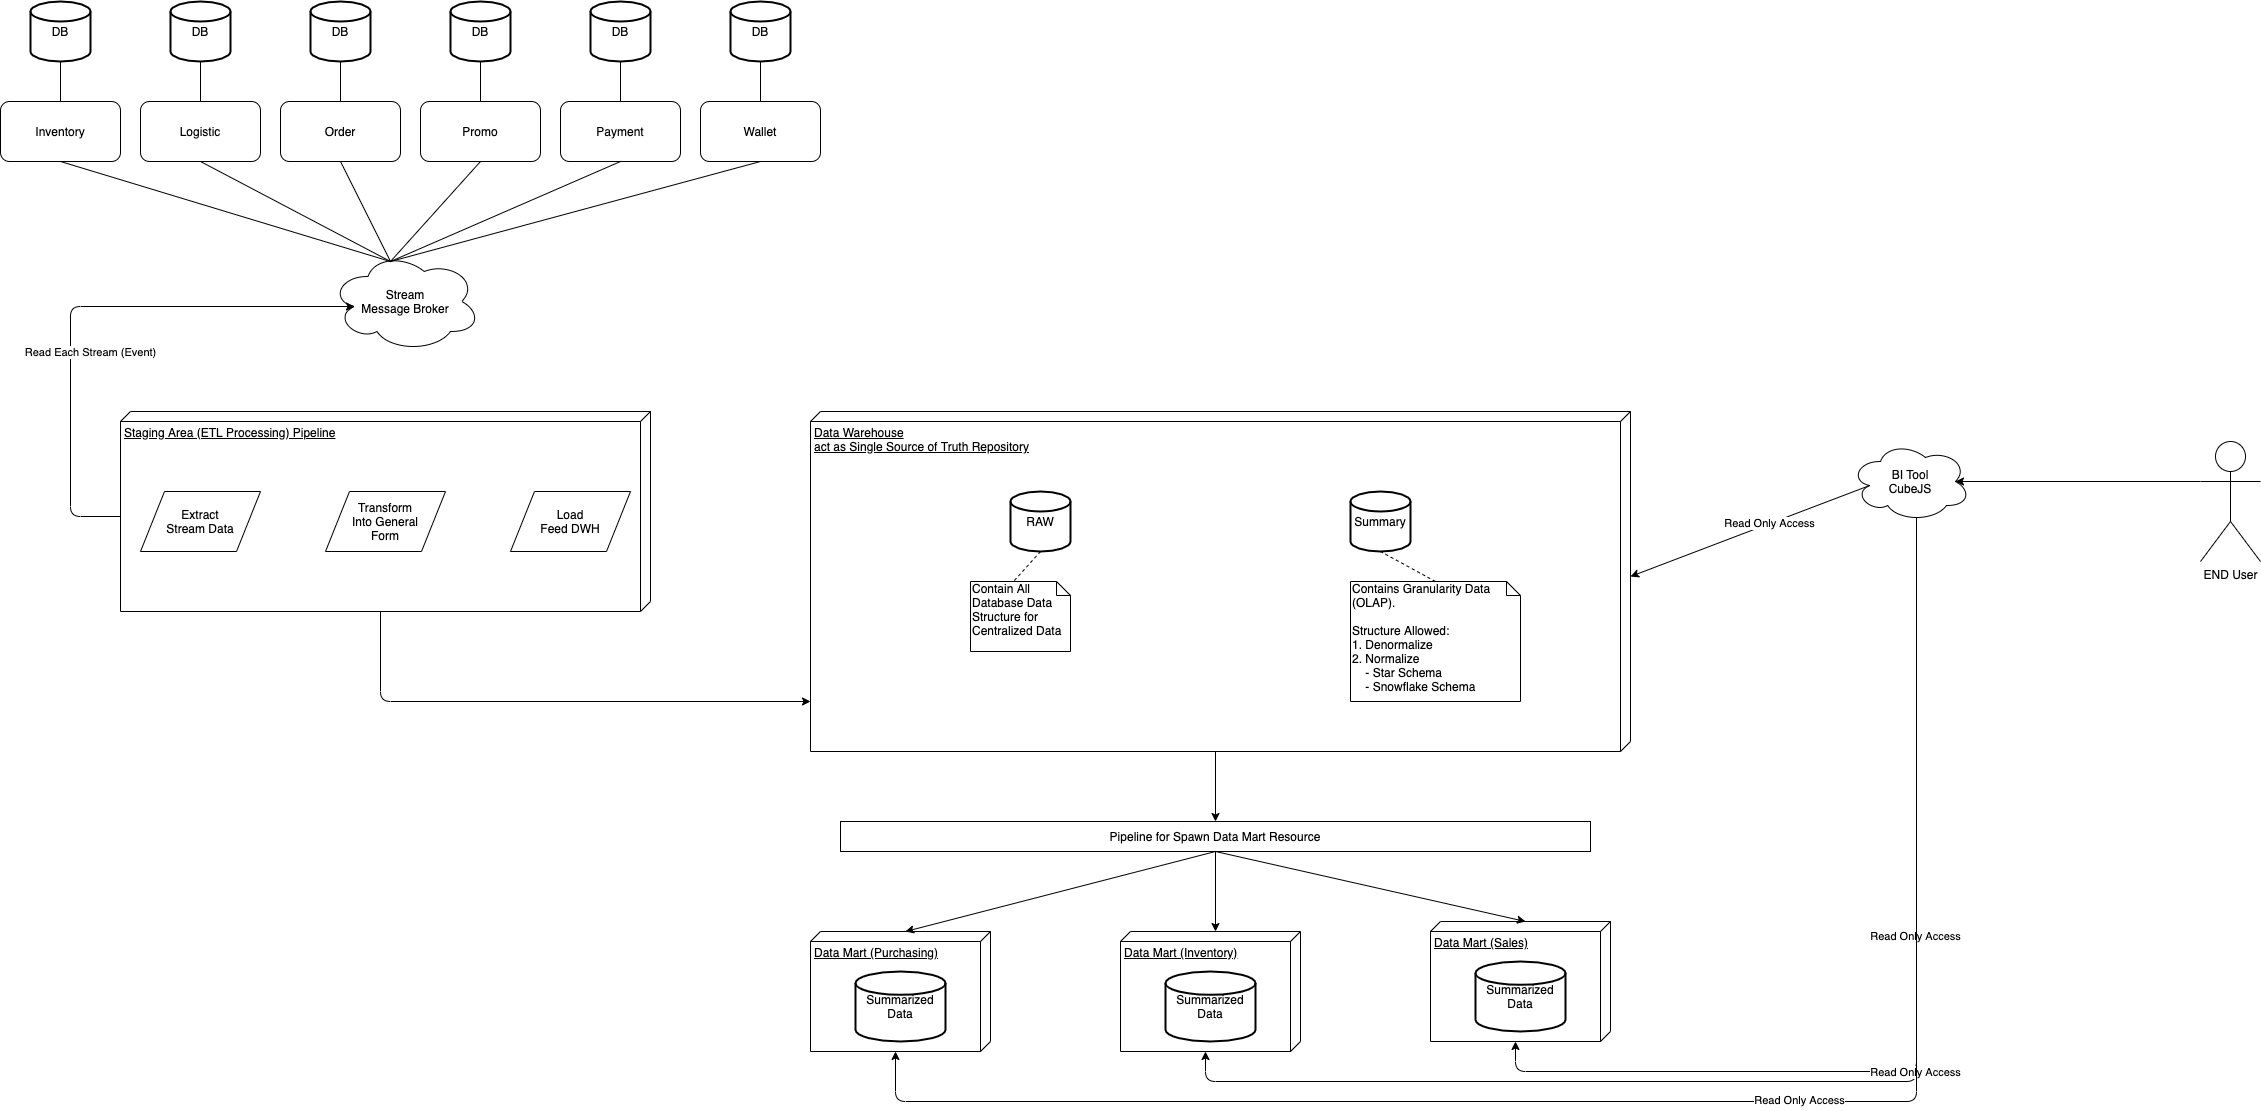 DB
DB
DB
DB
DB
DB
Inventory
Logistic
Order
Promo
Payment
Wallet
Stream
Message Broker
Read Each Stream (Event)
Staging Area (ETL Processing) Pipeline
Extract
Stream Data
Transform
Into General
Form
Load
Feed DWH
Data Warehouse
act as Single Source of Truth Repository
RAW
Contain All
Database Data
Structure for
Centralized Data
Summary
Contains Granularity Data
(OLAP).
Structure Allowed:
1. Denormalize
2. Normalize
- Star Schema
- Snowflake Schema
Read Only Access
BI Tool
CubeJS
END User
Pipeline for Spawn Data Mart Resource
Data Mart (Purchasing)
Summarized
Data
Data Mart (Inventory)
Summarized
Data
Data Mart (Sales)
Summarized
Data
Read Only Access
Read Only Access
Read Only Access